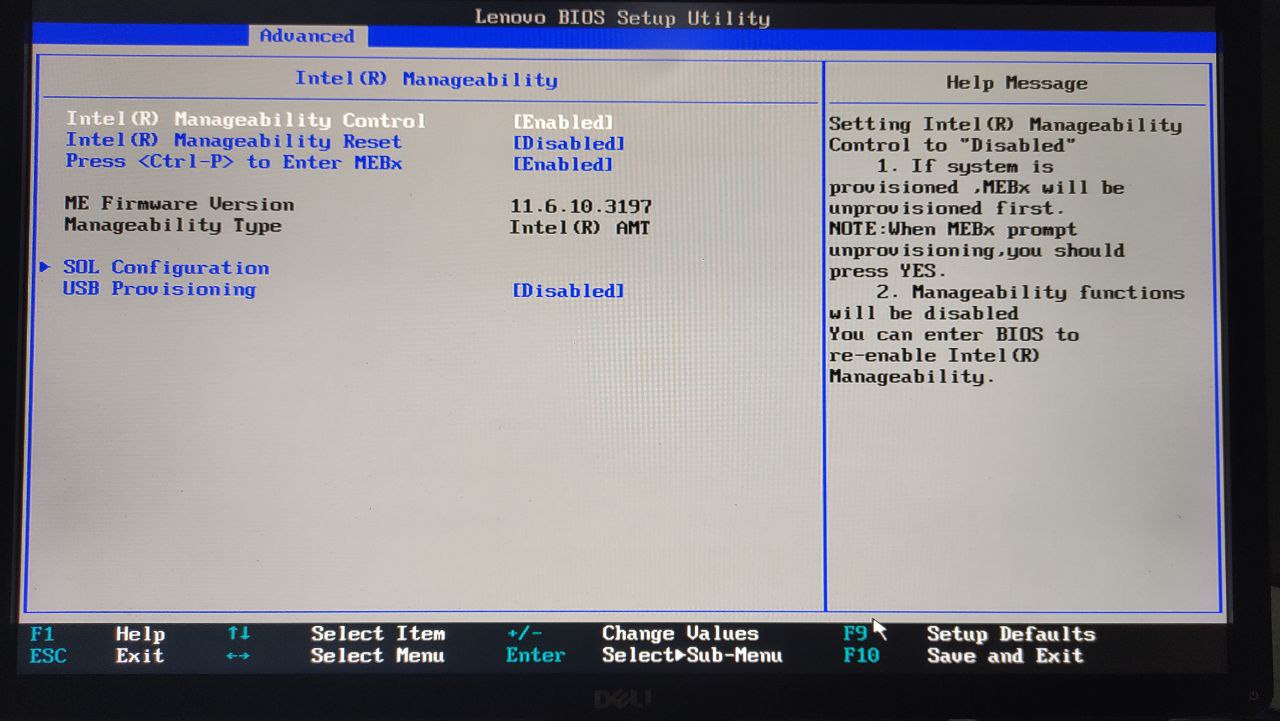 Lenovo BIOS Setup Utility
Advanced
Intel(R) Manageability
Intel(R) Manageability Control [Enabled]
Intel(R) Manageability Reset [Disabled]
Press <Ctrl-P> to Enter MEBx [Enabled]
ME Firmware Version 11.6.10.3197
Manageability Type Intel(R) AMT
▶ SOL Configuration
USB Provisioning [Disabled]
Help Message
Setting Intel(R) Manageability
Control to "Disabled"
1. If system is
provisioned ,MEBx will be
unprovisioned first.
NOTE:When MEBx prompt
unprovisioning,you should
press YES.
2. Manageability functions
will be disabled
You can enter BIOS to
re-enable Intel(R)
Manageability.
F1 Help ↑↓ Select Item +/- Change Values F9 Setup Defaults
ESC Exit ←→ Select Menu Enter Select▶Sub-Menu F10 Save and Exit
DELL